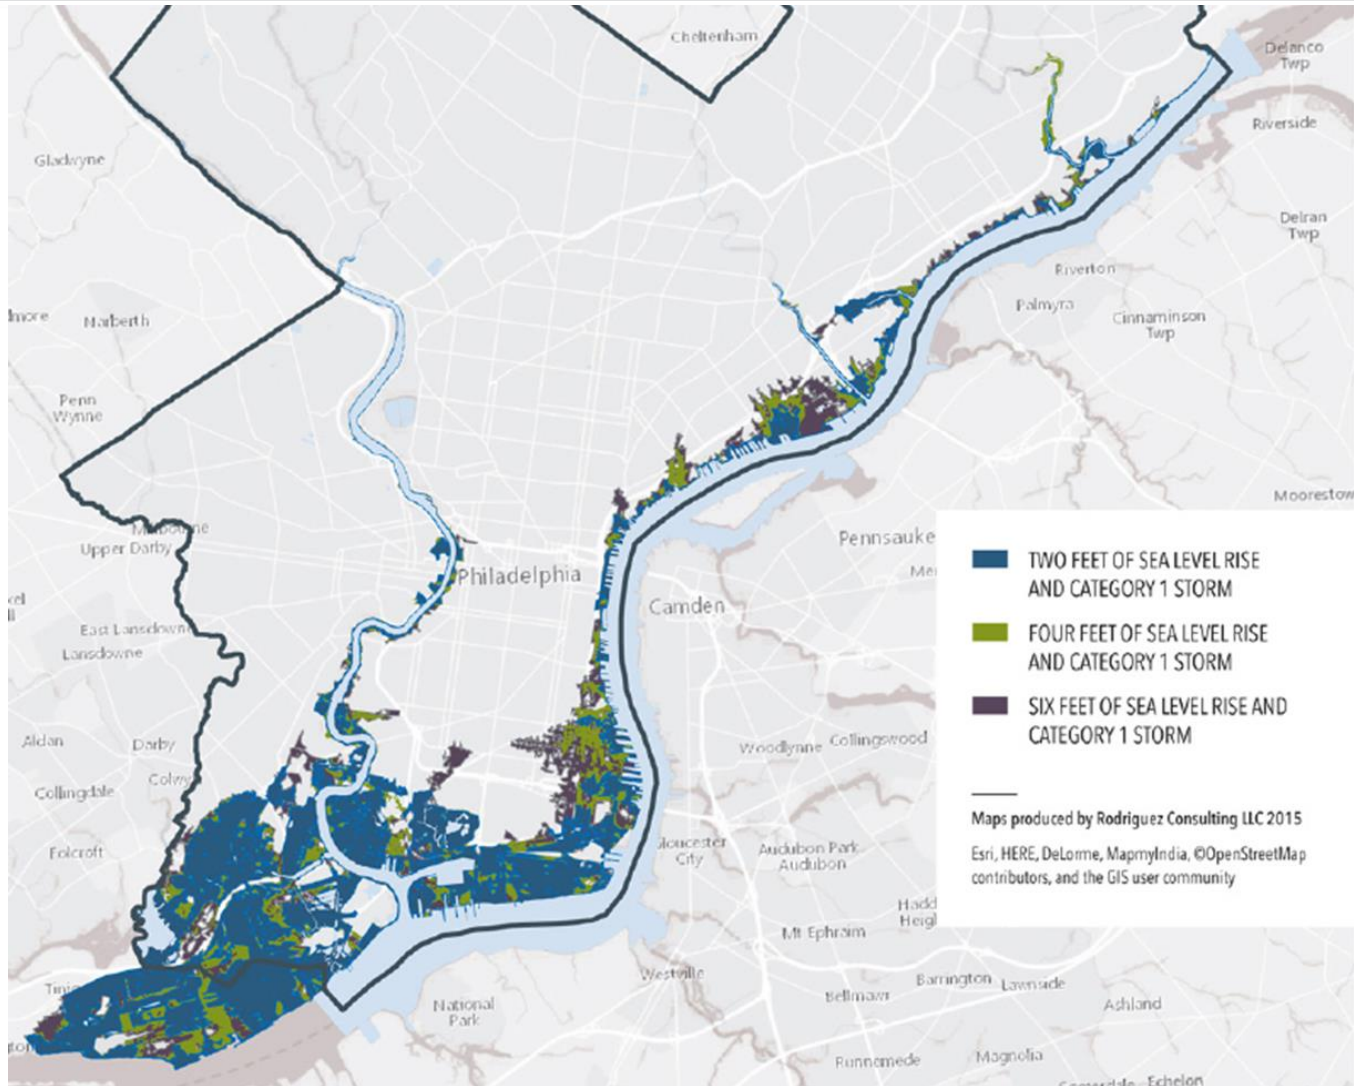 Cheltenham
Delanco
Twp
Riverside
Gladwyne
Delran
Twp
Riverton
Palmyra
Cinnaminson
Twp
Narberth
Penn
Wynne
Moorestow
Upper Darby
Pennsauke
Philadelphia
Camden
East Lansdowne
Lansdowne
TWO FEET OF SEA LEVEL RISE
AND CATEGORY 1 STORM
FOUR FEET OF SEA LEVEL RISE
AND CATEGORY 1 STORM
SIX FEET OF SEA LEVEL RISE AND
CATEGORY 1 STORM
Aldan
Darby
Colwy
Collingdale
Woodlynne
Collingswood
Folcroft
Gloucester
City
Audubon Park
Audubon
Maps produced by Rodriguez Consulting LLC 2015
Esri, HERE, DeLorme, MapmyIndia, ©OpenStreetMap
contributors, and the GIS user community
Hadd
Heigh
Mt Ephraim
Westville
Bellmawr
Barrington
Lawnside
National
Park
Ashland
Runnemede
Magnolia
Echelon